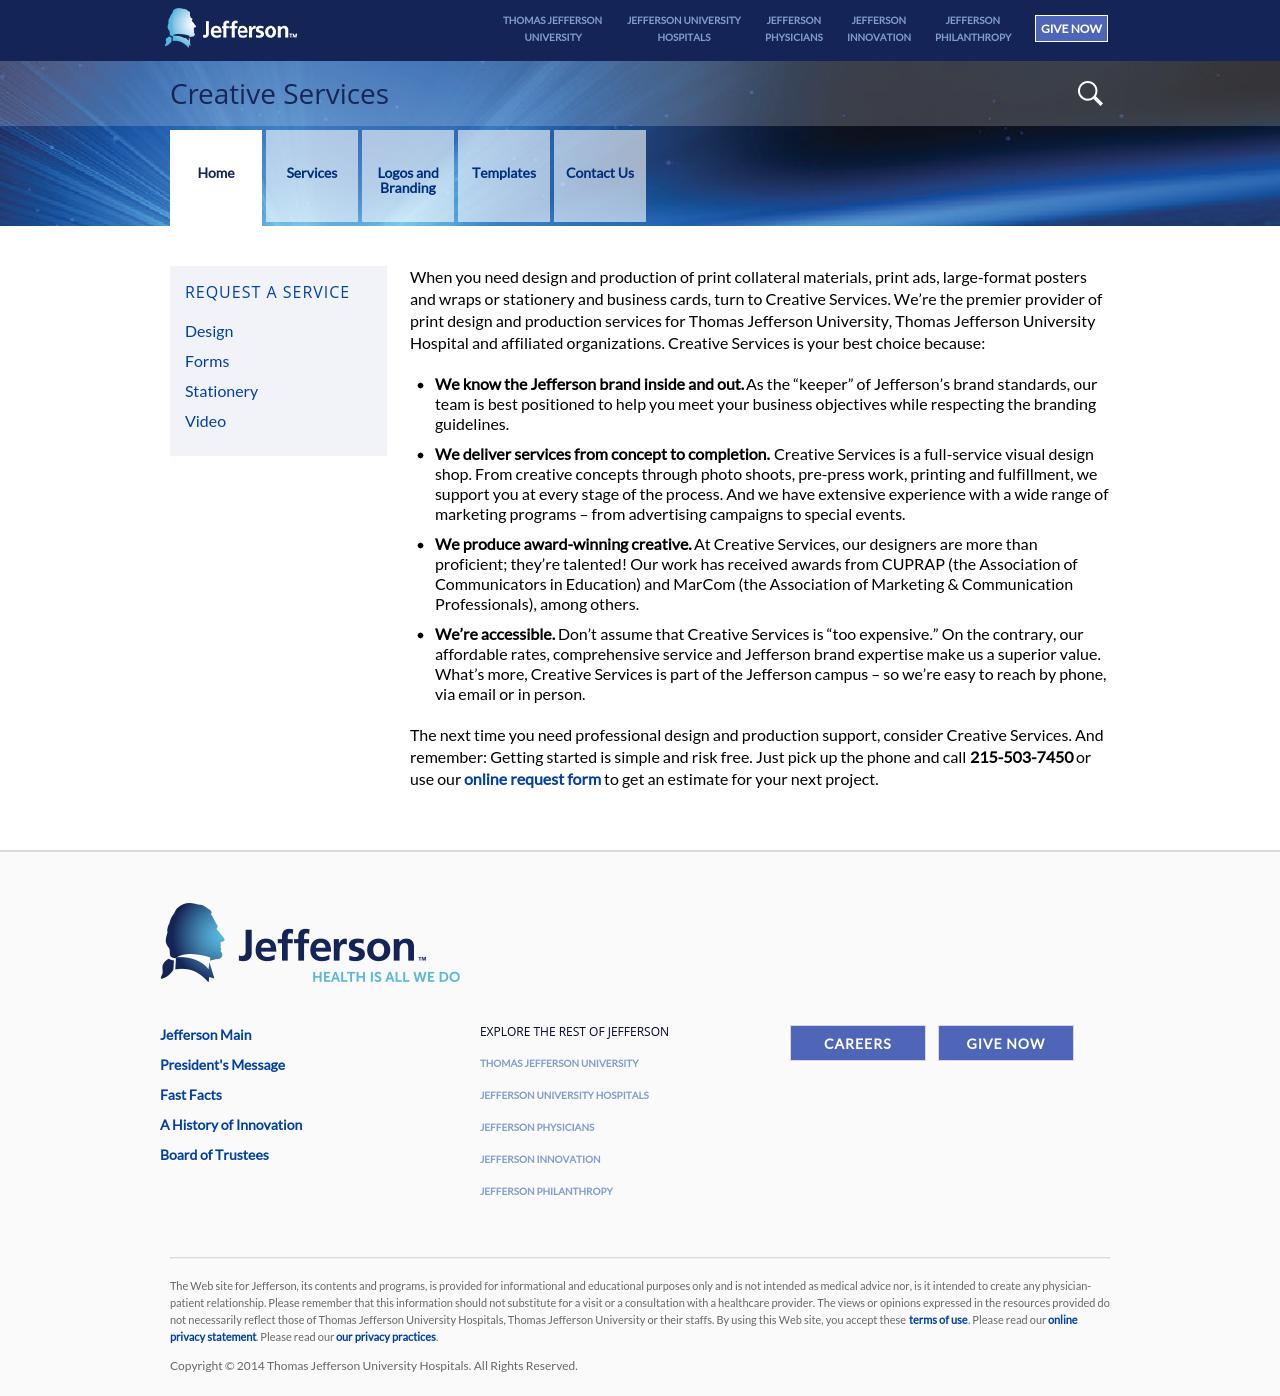 Jefferson™
THOMAS JEFFERSON
UNIVERSITY
JEFFERSON UNIVERSITY
HOSPITALS
JEFFERSON
PHYSICIANS
JEFFERSON
INNOVATION
JEFFERSON
PHILANTHROPY
GIVE NOW
Creative Services
Home
Services
Logos and
Branding
Templates
Contact Us
REQUEST A SERVICE
Design
Forms
Stationery
Video
When you need design and production of print collateral materials, print ads, large-format posters
and wraps or stationery and business cards, turn to Creative Services. We’re the premier provider of
print design and production services for Thomas Jefferson University, Thomas Jefferson University
Hospital and affiliated organizations. Creative Services is your best choice because:
• We know the Jefferson brand inside and out. As the “keeper” of Jefferson’s brand standards, our
team is best positioned to help you meet your business objectives while respecting the branding
guidelines.
• We deliver services from concept to completion. Creative Services is a full-service visual design
shop. From creative concepts through photo shoots, pre-press work, printing and fulfillment, we
support you at every stage of the process. And we have extensive experience with a wide range of
marketing programs – from advertising campaigns to special events.
• We produce award-winning creative. At Creative Services, our designers are more than
proficient; they’re talented! Our work has received awards from CUPRAP (the Association of
Communicators in Education) and MarCom (the Association of Marketing & Communication
Professionals), among others.
• We’re accessible. Don’t assume that Creative Services is “too expensive.” On the contrary, our
affordable rates, comprehensive service and Jefferson brand expertise make us a superior value.
What’s more, Creative Services is part of the Jefferson campus – so we’re easy to reach by phone,
via email or in person.
The next time you need professional design and production support, consider Creative Services. And
remember: Getting started is simple and risk free. Just pick up the phone and call 215-503-7450 or
use our online request form to get an estimate for your next project.
Jefferson™
HEALTH IS ALL WE DO
Jefferson Main
President's Message
Fast Facts
A History of Innovation
Board of Trustees
EXPLORE THE REST OF JEFFERSON
THOMAS JEFFERSON UNIVERSITY
JEFFERSON UNIVERSITY HOSPITALS
JEFFERSON PHYSICIANS
JEFFERSON INNOVATION
JEFFERSON PHILANTHROPY
CAREERS
GIVE NOW
The Web site for Jefferson, its contents and programs, is provided for informational and educational purposes only and is not intended as medical advice nor, is it intended to create any physician-
patient relationship. Please remember that this information should not substitute for a visit or a consultation with a healthcare provider. The views or opinions expressed in the resources provided do
not necessarily reflect those of Thomas Jefferson University Hospitals, Thomas Jefferson University or their staffs. By using this Web site, you accept these terms of use. Please read our online
privacy statement. Please read our our privacy practices.
Copyright © 2014 Thomas Jefferson University Hospitals. All Rights Reserved.